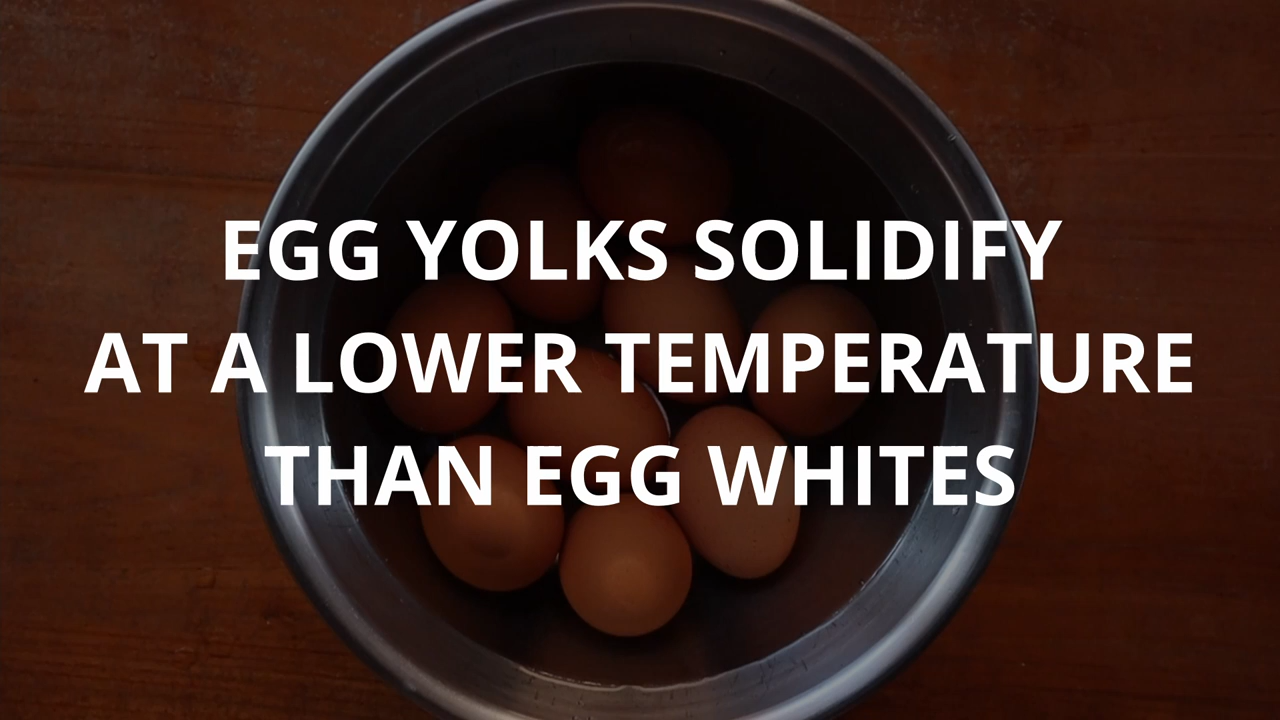 EGG YOLKS SOLIDIFY
AT A LOWER TEMPERATURE
THAN EGG WHITES